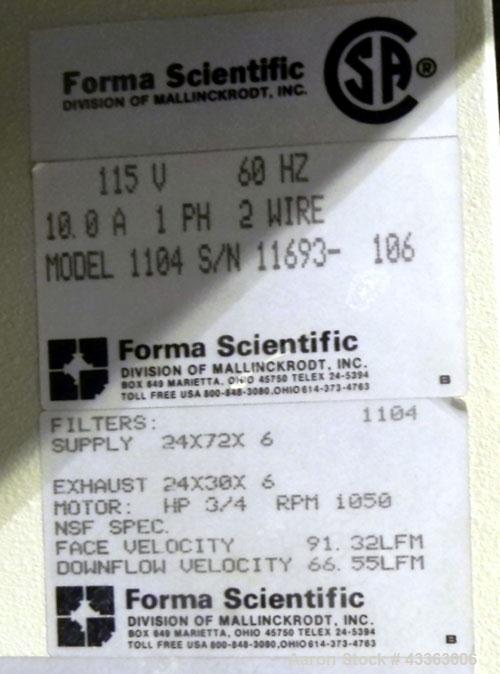 Forma Scientific
DIVISION OF MALLINCKRODT, INC.
CSA®
115 V 60 HZ
10.0 A 1 PH 2 WIRE
MODEL 1104 S/N 11693- 106
Forma Scientific
DIVISION OF MALLINCKRODT, INC.
BOX 649 MARIETTA, OHIO 45750 TELEX 24-5394
TOLL FREE USA 800-848-3080, OHIO 614-373-4763
B
FILTERS: 1104
SUPPLY 24X72X 6
EXHAUST 24X30X 6
MOTOR: HP 3/4 RPM 1050
NSF SPEC.
FACE VELOCITY 91.32LFM
DOWNFLOW VELOCITY 66.55LFM
Forma Scientific
DIVISION OF MALLINCKRODT, INC.
BOX 649 MARIETTA, OHIO 45750 TELEX 24-5394
TOLL FREE USA 800-848-3080, OHIO 614-373-4763
B
Aaron Stock # 43363606